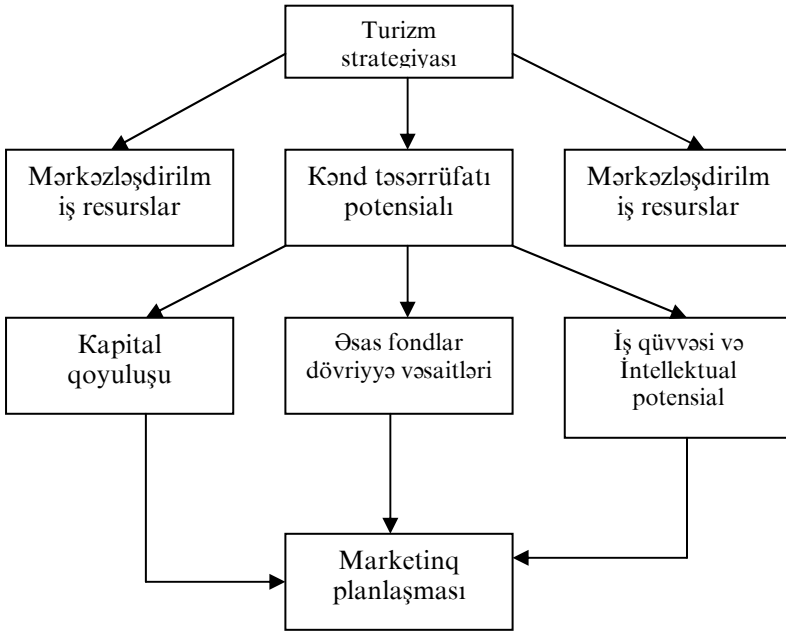 Turizm
strategiyası
Mərkəzləşdirilm
iş resurslar
Kənd təsərrüfatı
potensialı
Mərkəzləşdirilm
iş resurslar
Kapital
qoyuluşu
Əsas fondlar
dövriyyə vəsaitləri
İş qüvvəsi və
İntellektual
potensial
Marketinq
planlaşması